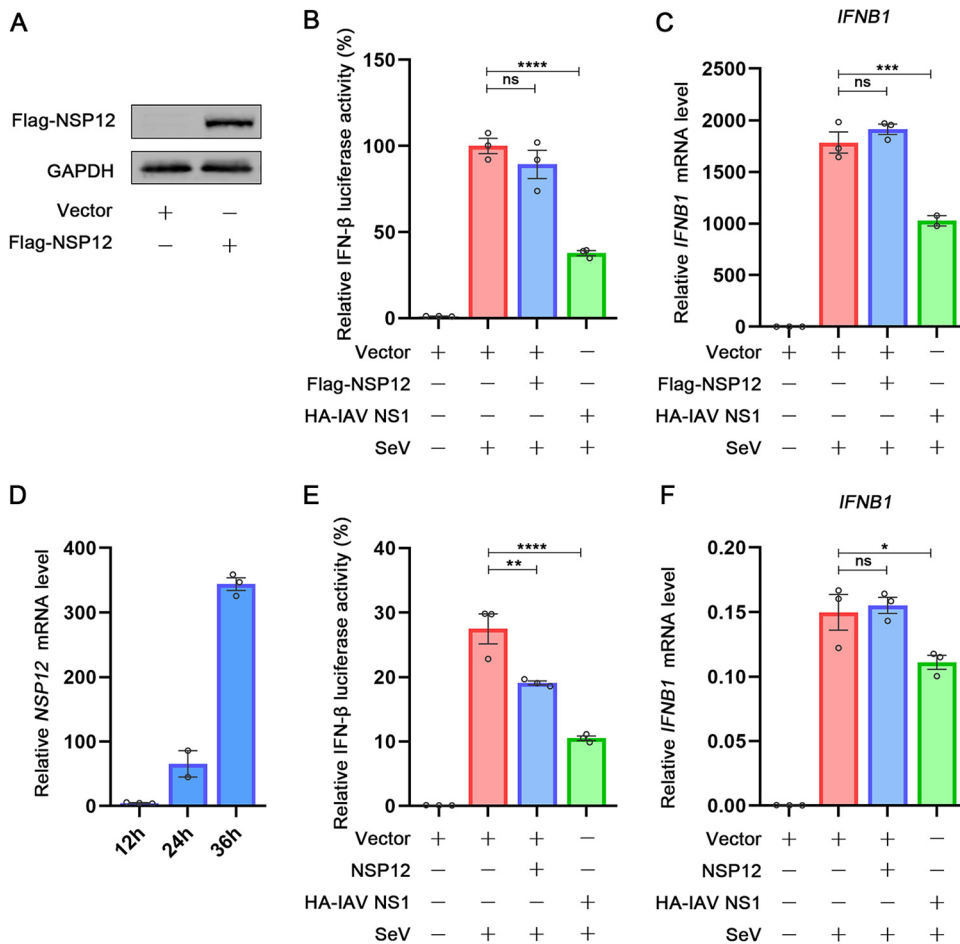 A
Flag-NSP12
GAPDH
Vector + −
Flag-NSP12 − +
B
Relative IFN-β luciferase activity (%)
150
100
50
0
****
ns
Vector + + + −
Flag-NSP12 − − + −
HA-IAV NS1 − − − +
SeV − + + +
C
IFNB1
Relative IFNB1 mRNA level
2500
2000
1500
1000
500
0
***
ns
Vector + + + −
Flag-NSP12 − − + −
HA-IAV NS1 − − − +
SeV − + + +
D
Relative NSP12 mRNA level
400
300
200
100
0
12h 24h 36h
E
Relative IFN-β luciferase activity (%)
40
30
20
10
0
****
**
Vector + + + −
NSP12 − − + −
HA-IAV NS1 − − − +
SeV − + + +
F
IFNB1
Relative IFNB1 mRNA level
0.20
0.15
0.10
0.05
0.00
*
ns
Vector + + + −
NSP12 − − + −
HA-IAV NS1 − − − +
SeV − + + +